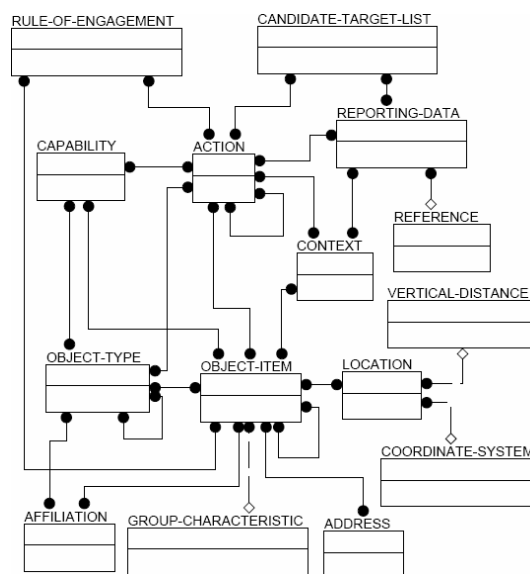 RULE-OF-ENGAGEMENT
CANDIDATE-TARGET-LIST
REPORTING-DATA
CAPABILITY
ACTION
REFERENCE
CONTEXT
VERTICAL-DISTANCE
OBJECT-TYPE
OBJECT-ITEM
LOCATION
COORDINATE-SYSTEM
AFFILIATION
GROUP-CHARACTERISTIC
ADDRESS